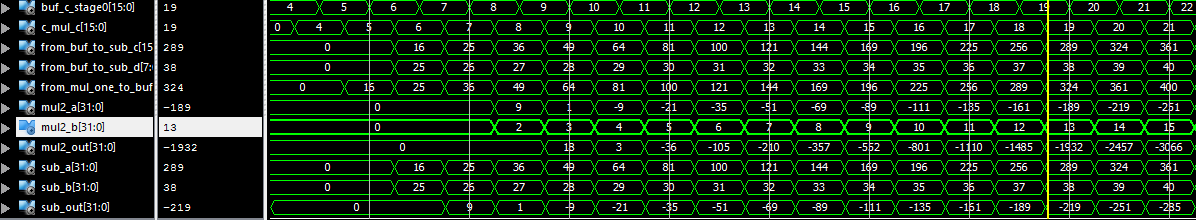 buf_c_stage0[15:0] 19 4 5 6 7 8 9 10 11 12 13 14 15 16 17 18 19 20 21 22
c_mul_c[15:0] 19 0 4 5 6 7 8 9 10 11 12 13 14 15 16 17 18 19 20 21
from_buf_to_sub_c[15 289 0 16 25 36 49 64 81 100 121 144 169 196 225 256 289 324 361
from_buf_to_sub_d[7: 38 0 25 26 27 28 29 30 31 32 33 34 35 36 37 38 39 40
from_mul_one_to_buf 324 0 16 25 36 49 64 81 100 121 144 169 196 225 256 289 324 361 400
mul2_a[31:0] -189 0 9 1 -9 -21 -35 -51 -69 -89 -111 -135 -161 -189 -219 -251
mul2_b[31:0] 13 0 2 3 4 5 6 7 8 9 10 11 12 13 14 15
mul2_out[31:0] -1932 0 18 3 -36 -105 -210 -357 -552 -801 -1110 -1485 -1932 -2457 -3066
sub_a[31:0] 289 0 16 25 36 49 64 81 100 121 144 169 196 225 256 289 324 361
sub_b[31:0] 38 0 25 26 27 28 29 30 31 32 33 34 35 36 37 38 39 40
sub_out[31:0] -219 0 9 1 -9 -21 -35 -51 -69 -89 -111 -135 -161 -189 -219 -251 -285